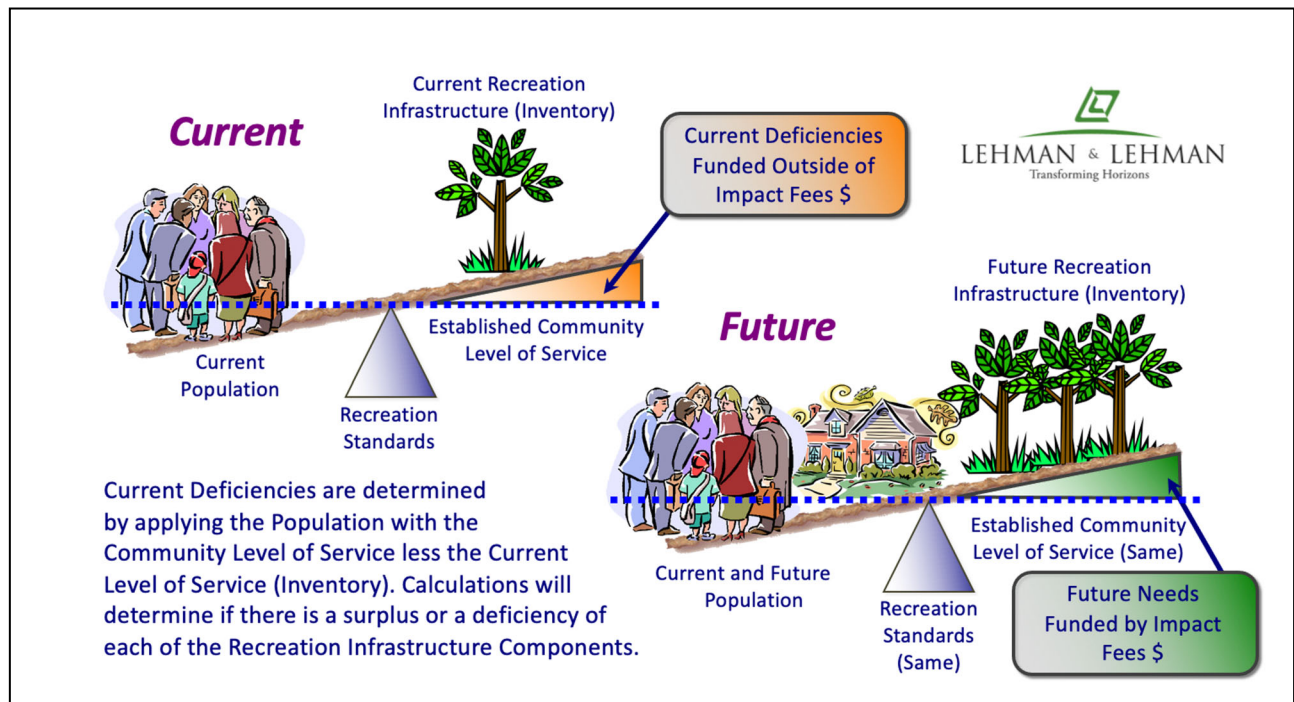 Current
Current Recreation
Infrastructure (Inventory)
Current Deficiencies
Funded Outside of
Impact Fees $
LEHMAN & LEHMAN
Transforming Horizons
Established Community
Level of Service
Current
Population
Recreation
Standards
Current Deficiencies are determined
by applying the Population with the
Community Level of Service less the Current
Level of Service (Inventory). Calculations will
determine if there is a surplus or a deficiency of
each of the Recreation Infrastructure Components.
Future
Future Recreation
Infrastructure (Inventory)
Established Community
Level of Service (Same)
Current and Future
Population
Recreation
Standards
(Same)
Future Needs
Funded by Impact
Fees $